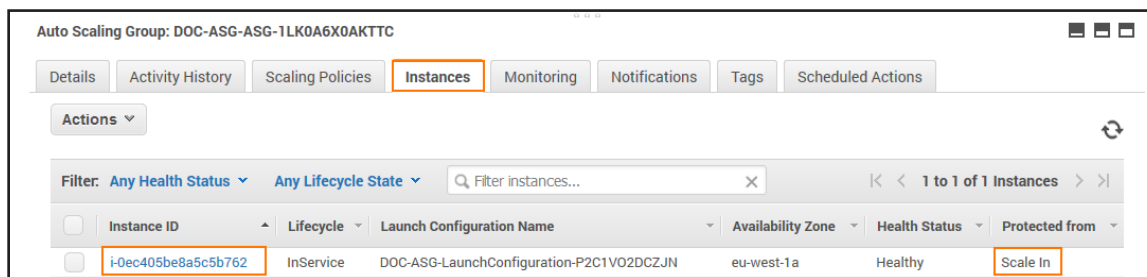 Auto Scaling Group: DOC-ASG-ASG-1LK0A6X0AKTTC
Details Activity History Scaling Policies Instances Monitoring Notifications Tags Scheduled Actions
Actions
Filter: Any Health Status Any Lifecycle State Filter instances... 1 to 1 of 1 Instances
Instance ID Lifecycle Launch Configuration Name Availability Zone Health Status Protected from
i-0ec405be8a5c5b762 InService DOC-ASG-LaunchConfiguration-P2C1VO2DCZJN eu-west-1a Healthy Scale In